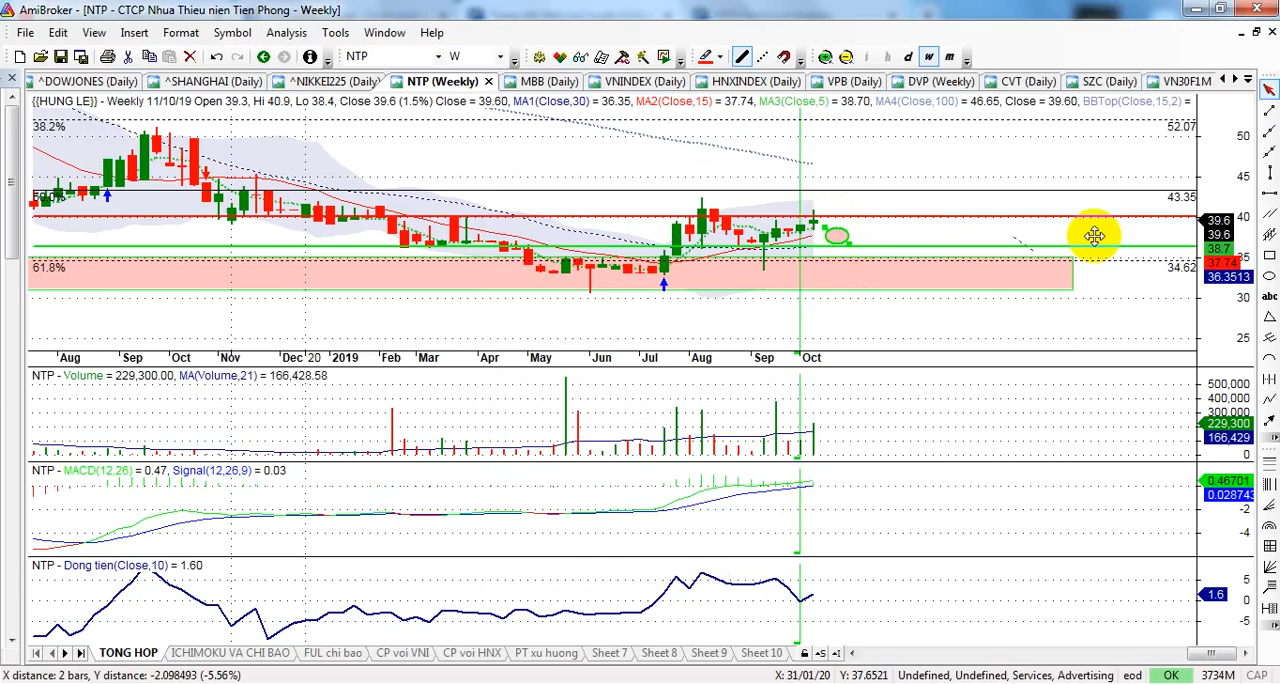 AmiBroker - [NTP - CTCP Nhua Thieu nien Tien Phong - Weekly]
File Edit View Insert Format Symbol Analysis Tools Window Help
NTP W i h d w m
^DOWJONES (Daily) ^SHANGHAI (Daily) ^NIKKEI225 (Daily) NTP (Weekly) MBB (Daily) VNINDEX (Daily) HNXINDEX (Daily) VPB (Daily) DVP (Weekly) CVT (Daily) SZC (Daily) VN30F1M
{{HUNG LE}} - Weekly 11/10/19 Open 39.3, Hi 40.9, Lo 38.4, Close 39.6 (1.5%) Close = 39.60, MA1(Close,30) = 36.35, MA2(Close,15) = 37.74, MA3(Close,5) = 38.70, MA4(Close,100) = 46.65, Close = 39.60, BBTop(Close,15,2) =
38.2% 52.07
50
45
50.0% 43.35
40
39.6
39.6
38.7
37.74
35
61.8% 34.62
36.3513
30
25
Aug Sep Oct Nov Dec 20 2019 Feb Mar Apr May Jun Jul Aug Sep Oct
NTP - Volume = 229,300.00, MA(Volume,21) = 166,428.58
500,000
400,000
300,000
229,300
166,429
0
NTP - MACD(12,26) = 0.47, Signal(12,26,9) = 0.03
0.46701
0.028743
-2
-4
NTP - Dong tien(Close,10) = 1.60
5
1.6
0
-5
TONG HOP ICHIMOKU VA CHI BAO FUL chi bao CP voi VNI CP voi HNX PT xu huong Sheet 7 Sheet 8 Sheet 9 Sheet 10
X distance: 2 bars, Y distance: -2.098493 (-5.56%) X: 31/01/20 Y: 37.6521 Undefined, Undefined, Services, Advertising eod OK 3734M CAP
abc